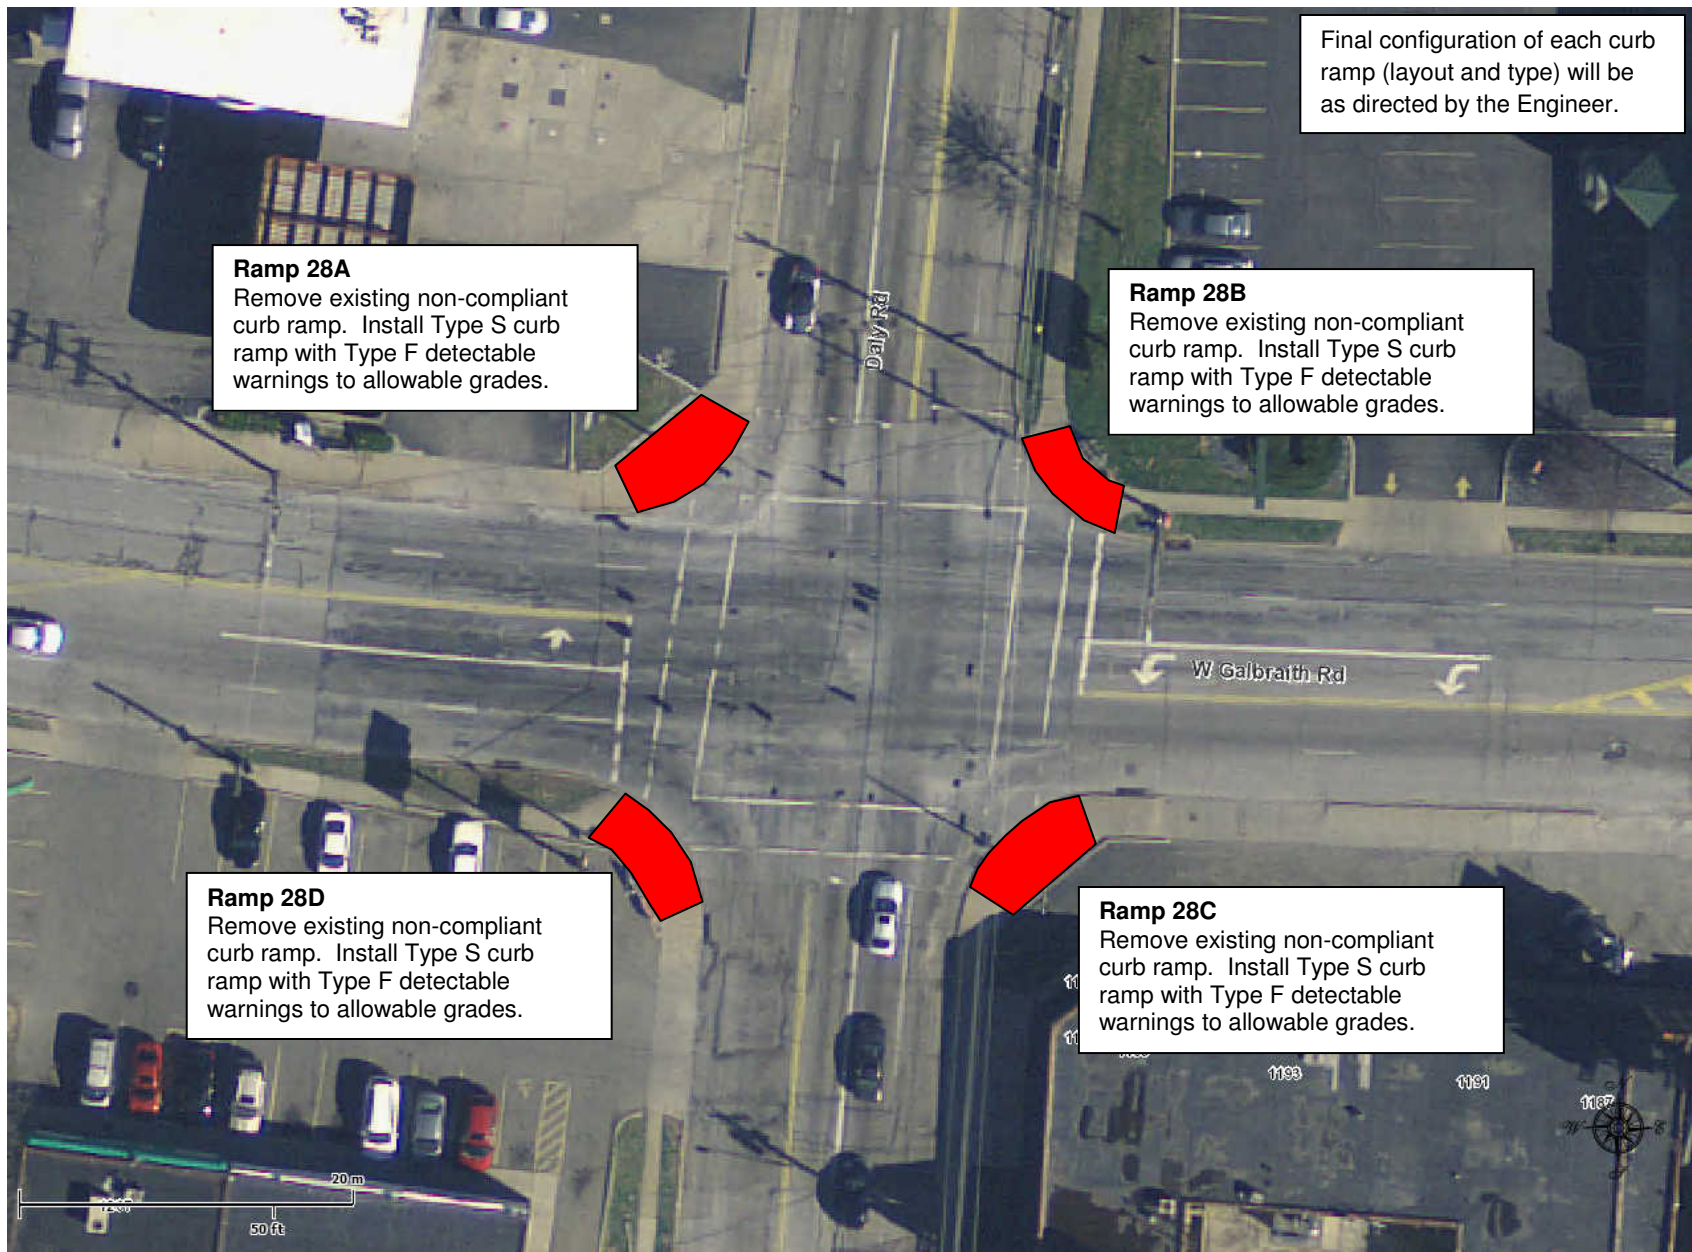 Final configuration of each curb
ramp (layout and type) will be
as directed by the Engineer.
Ramp 28A
Remove existing non-compliant
curb ramp.  Install Type S curb
ramp with Type F detectable
warnings to allowable grades.
Ramp 28B
Remove existing non-compliant
curb ramp.  Install Type S curb
ramp with Type F detectable
warnings to allowable grades.
Daly Rd
W Galbraith Rd
Ramp 28D
Remove existing non-compliant
curb ramp.  Install Type S curb
ramp with Type F detectable
warnings to allowable grades.
Ramp 28C
Remove existing non-compliant
curb ramp.  Install Type S curb
ramp with Type F detectable
warnings to allowable grades.
1193
1191
1187
N
W
E
S
20 m
50 ft